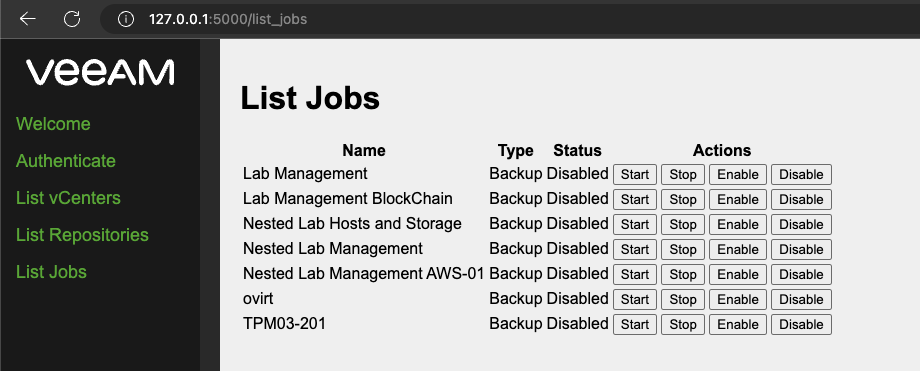 127.0.0.1:5000/list_jobs
veeAM
Welcome
Authenticate
List vCenters
List Repositories
List Jobs
List Jobs
Name Type Status Actions
Lab Management Backup Disabled Start Stop Enable Disable
Lab Management BlockChain Backup Disabled Start Stop Enable Disable
Nested Lab Hosts and Storage Backup Disabled Start Stop Enable Disable
Nested Lab Management Backup Disabled Start Stop Enable Disable
Nested Lab Management AWS-01 Backup Disabled Start Stop Enable Disable
ovirt Backup Disabled Start Stop Enable Disable
TPM03-201 Backup Disabled Start Stop Enable Disable